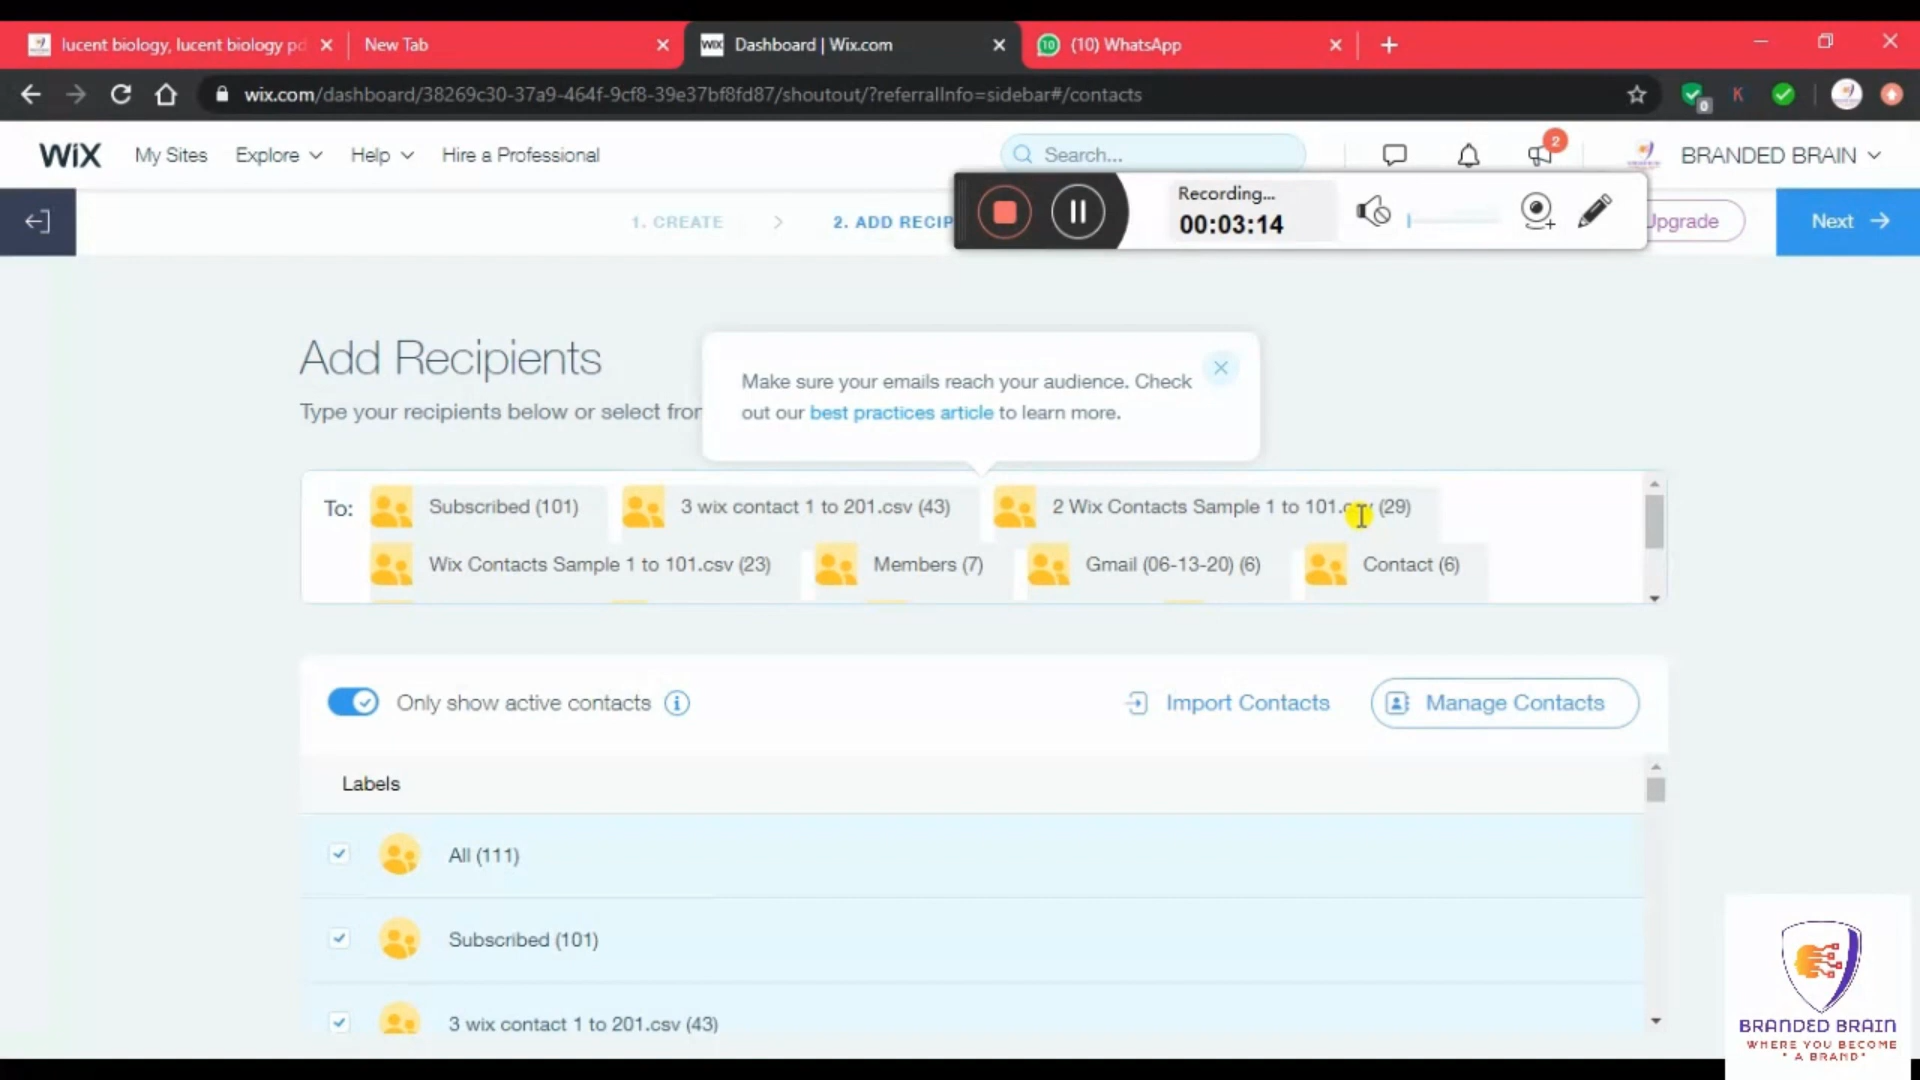 lucent biology, lucent biology pd
New Tab
Dashboard | Wix.com
(10) WhatsApp
wix.com/dashboard/38269c30-37a9-464f-9cf8-39e37bf8fd87/shoutout/?referralInfo=sidebar#/contacts
WiX My Sites Explore Help Hire a Professional Search... 2 BRANDED BRAIN
1. CREATE > 2. ADD RECIP
Recording...
00:03:14
Upgrade
Next
Add Recipients
Type your recipients below or select from
Make sure your emails reach your audience. Check
out our best practices article to learn more.
To: Subscribed (101) 3 wix contact 1 to 201.csv (43) 2 Wix Contacts Sample 1 to 101.csv (29)
Wix Contacts Sample 1 to 101.csv (23) Members (7) Gmail (06-13-20) (6) Contact (6)
Only show active contacts Import Contacts Manage Contacts
Labels
All (111)
Subscribed (101)
3 wix contact 1 to 201.csv (43)
BRANDED BRAIN
WHERE YOU BECOME
" A BRAND"